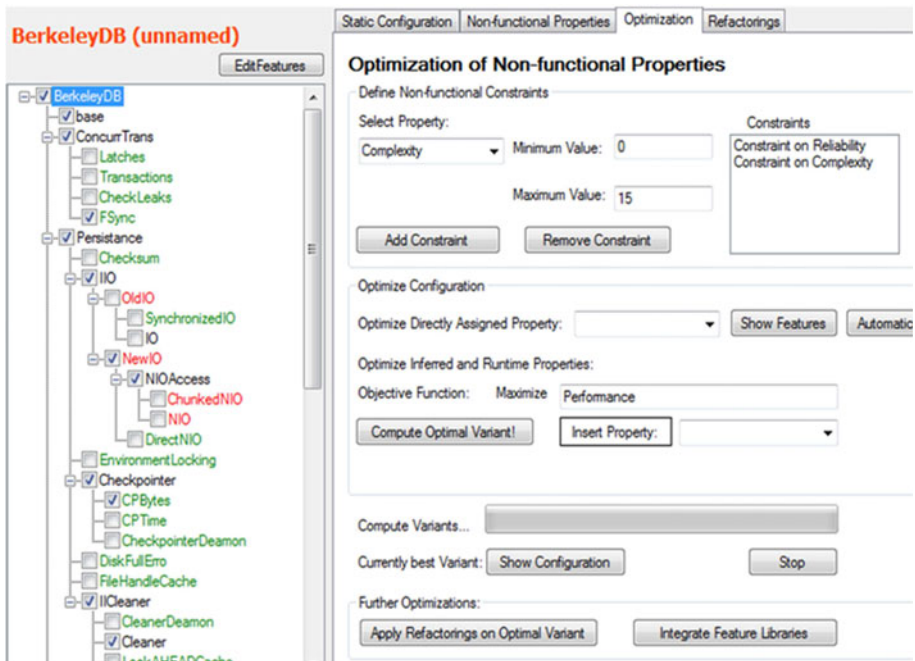 BerkeleyDB (unnamed)
EditFeatures
BerkeleyDB
base
ConcurrTrans
Latches
Transactions
CheckLeaks
FSync
Persistance
Checksum
IIO
OldIO
SynchronizedIO
IO
NewIO
NIOAccess
ChunkedNIO
NIO
DirectNIO
EnvironmentLocking
Checkpointer
CPBytes
CPTime
CheckpointerDeamon
DiskFullErro
FileHandleCache
IICleaner
CleanerDeamon
Cleaner
LookAHEADCache
Static Configuration Non-functional Properties Optimization Refactorings
Optimization of Non-functional Properties
Define Non-functional Constraints
Select Property:
Complexity Minimum Value: 0
Maximum Value: 15
Constraints
Constraint on Reliability
Constraint on Complexity
Add Constraint Remove Constraint
Optimize Configuration
Optimize Directly Assigned Property: Show Features Automatic
Optimize Inferred and Runtime Properties:
Objective Function: Maximize Performance
Compute Optimal Variant! Insert Property:
Compute Variants...
Currently best Variant: Show Configuration Stop
Further Optimizations:
Apply Refactorings on Optimal Variant Integrate Feature Libraries